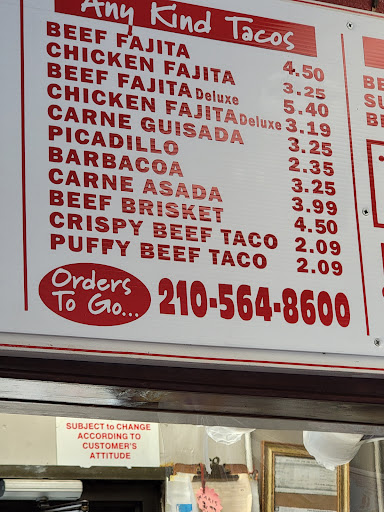 Any Kind Tacos
BEEF FAJITA 4.50
CHICKEN FAJITA 3.25
BEEF FAJITA Deluxe 5.40
CHICKEN FAJITA Deluxe 3.19
CARNE GUISADA 3.25
PICADILLO 2.35
BARBACOA 3.25
CARNE ASADA 3.99
BEEF BRISKET 4.50
CRISPY BEEF TACO 2.09
PUFFY BEEF TACO 2.09
Orders
To Go...
210-564-8600
SUBJECT to CHANGE
ACCORDING TO
CUSTOMER'S
ATTITUDE